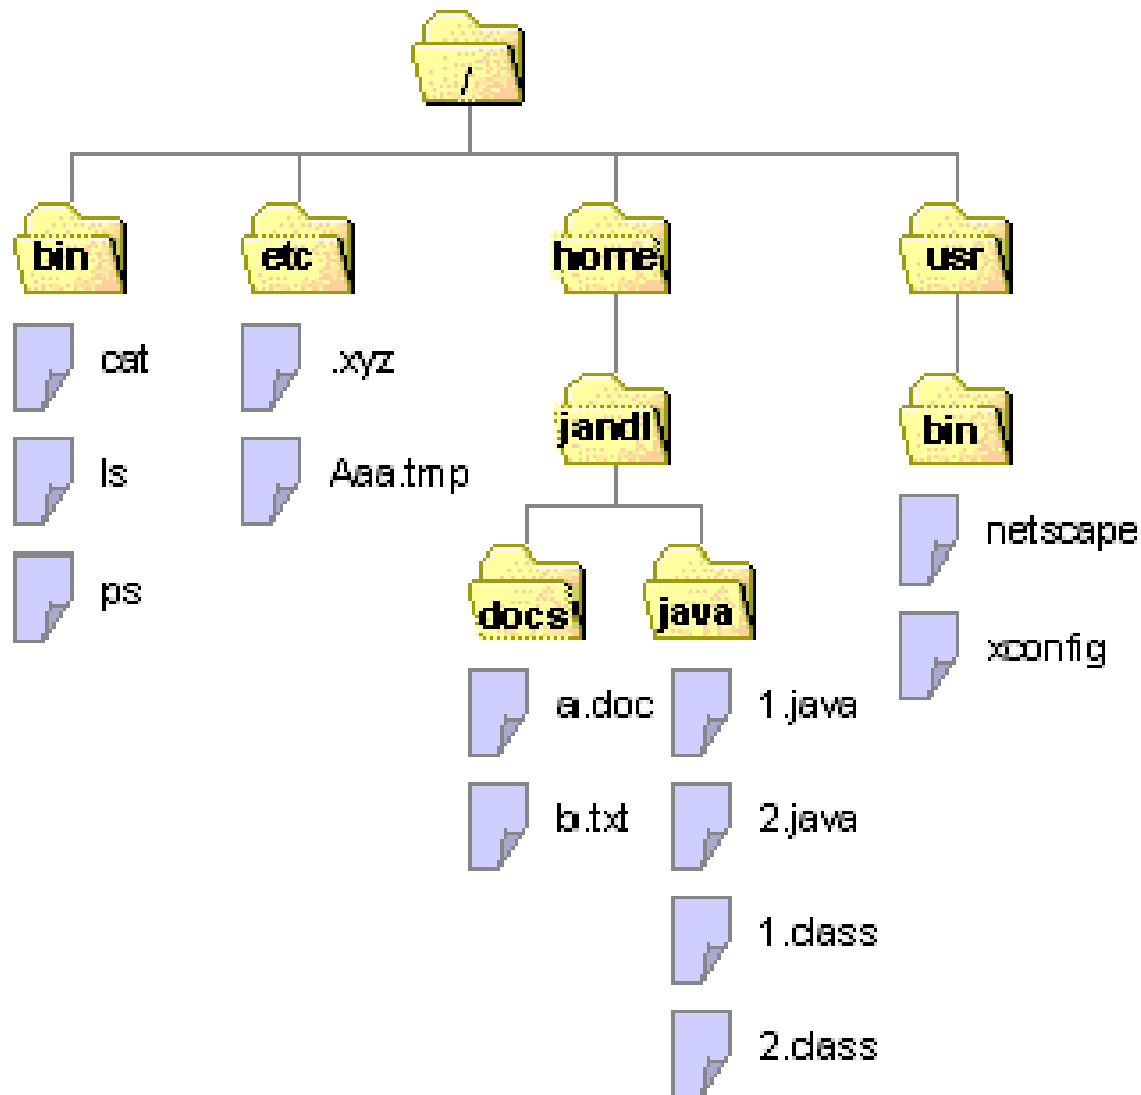 /
bin
etc
home
usr
cat
.xyz
jandl
bin
ls
Aaa.tmp
netscape
ps
docs
java
xconfig
a.doc
1.java
b.txt
2.java
1.class
2.class